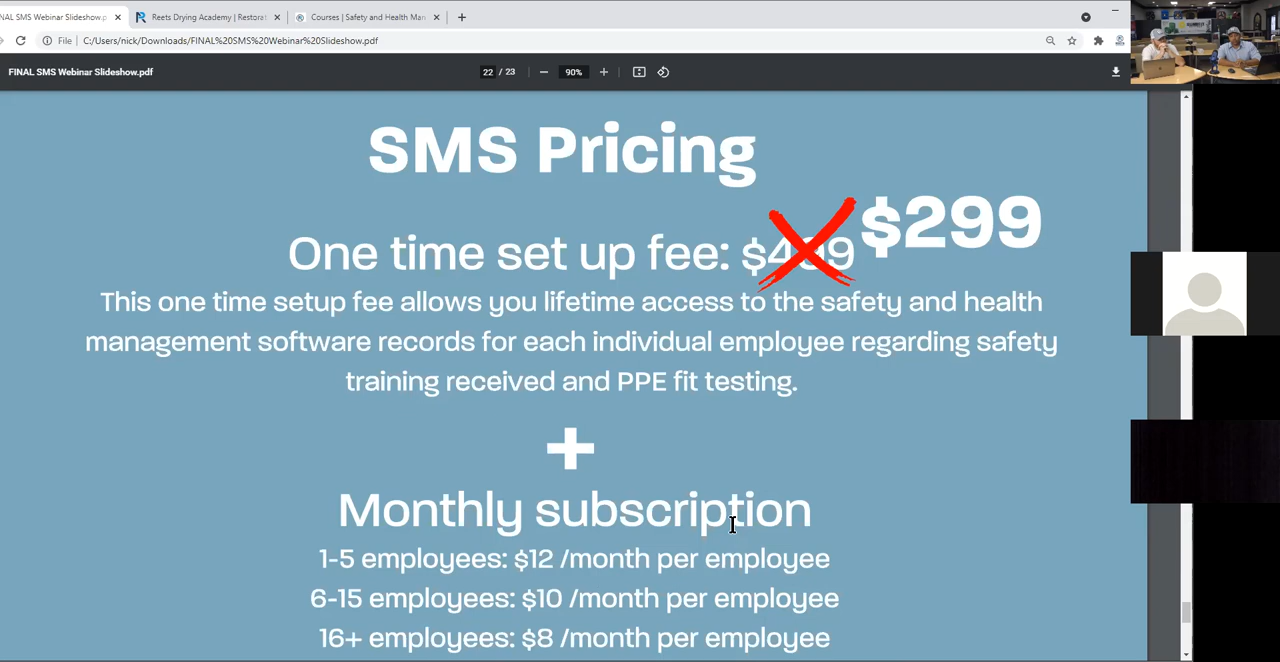 NAL SMS Webinar Slideshow.p
Reets Drying Academy | Restorat
Courses | Safety and Health Man
File
C:/Users/nick/Downloads/FINAL%20SMS%20Webinar%20Slideshow.pdf
FINAL SMS Webinar Slideshow.pdf
22 / 23
90%
SMS Pricing
$299
One time set up fee: $499
This one time setup fee allows you lifetime access to the safety and health
management software records for each individual employee regarding safety
training received and PPE fit testing.
+
Monthly subscription
1-5 employees: $12 /month per employee
6-15 employees: $10 /month per employee
16+ employees: $8 /month per employee